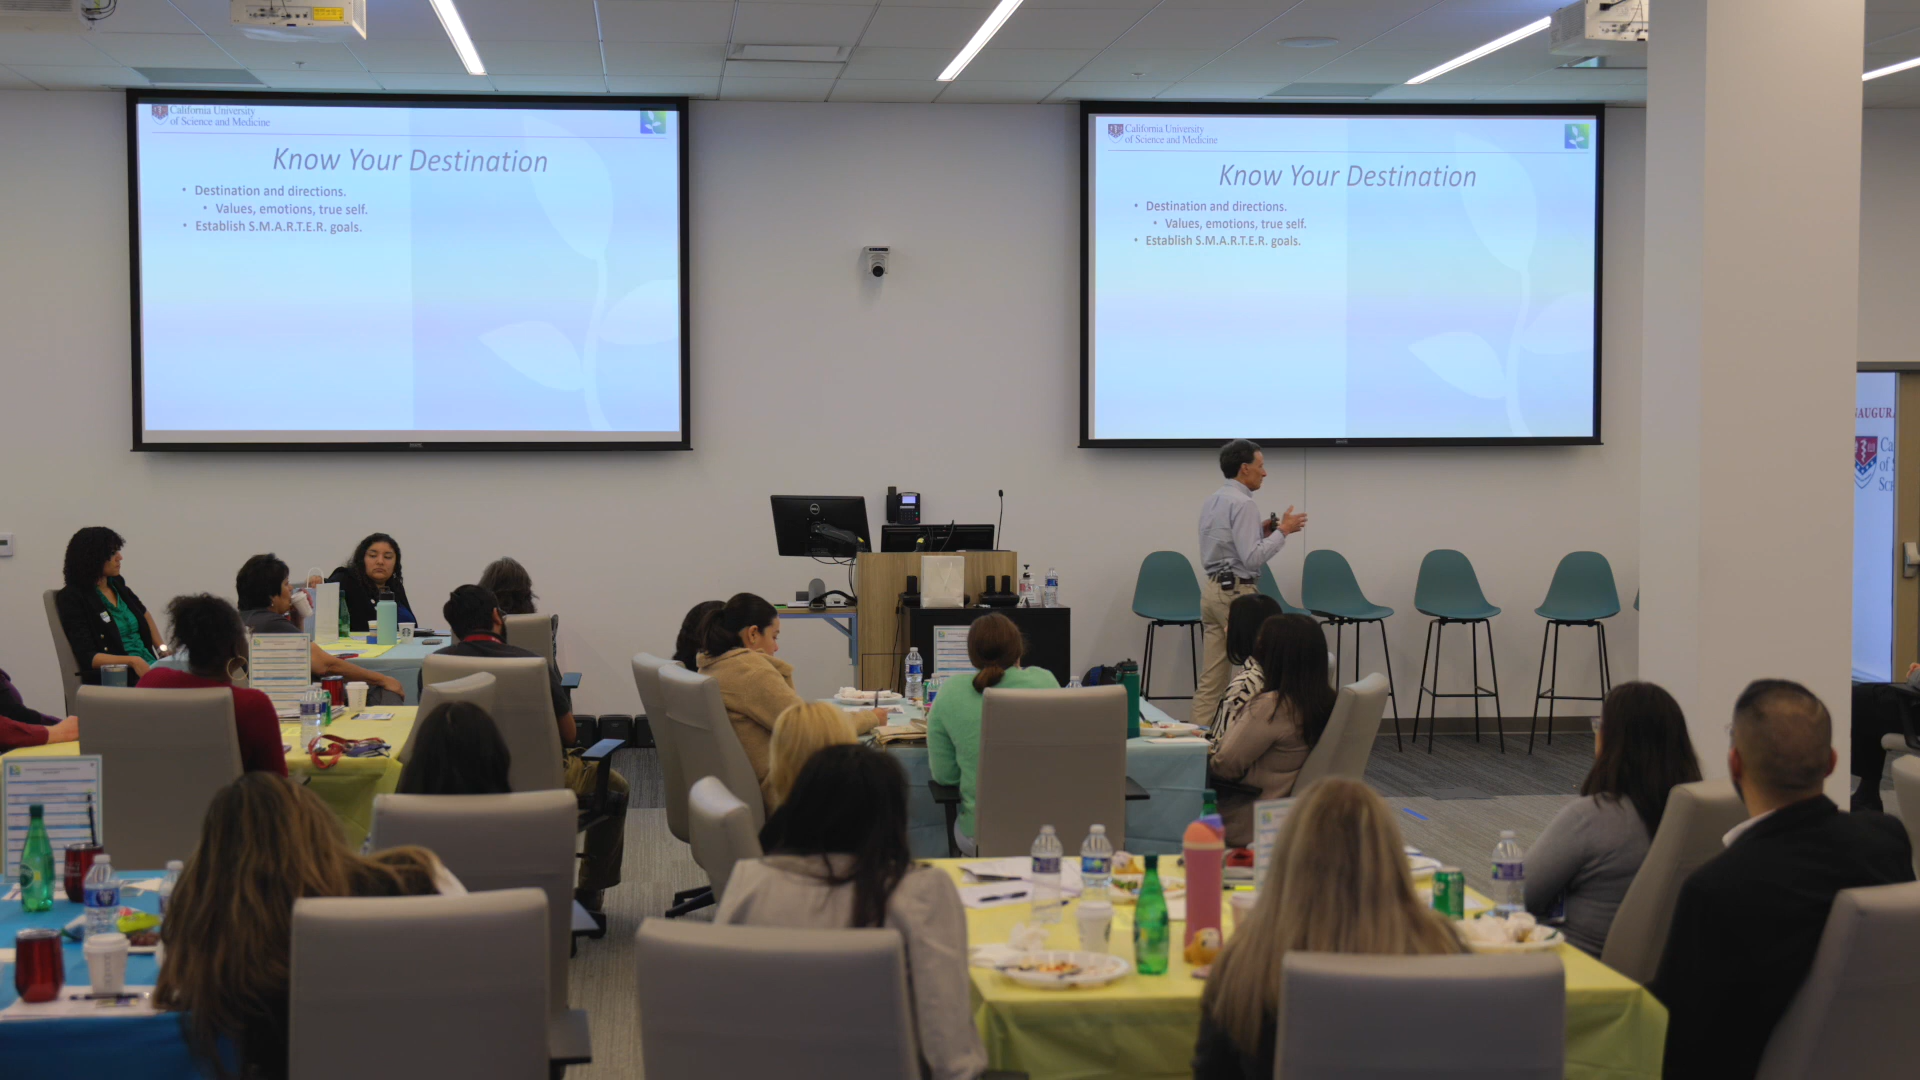 California University
of Science and Medicine
Know Your Destination
• Destination and directions.
• Values, emotions, true self.
• Establish S.M.A.R.T.E.R. goals.
California University
of Science and Medicine
Know Your Destination
• Destination and directions.
• Values, emotions, true self.
• Establish S.M.A.R.T.E.R. goals.
DELL